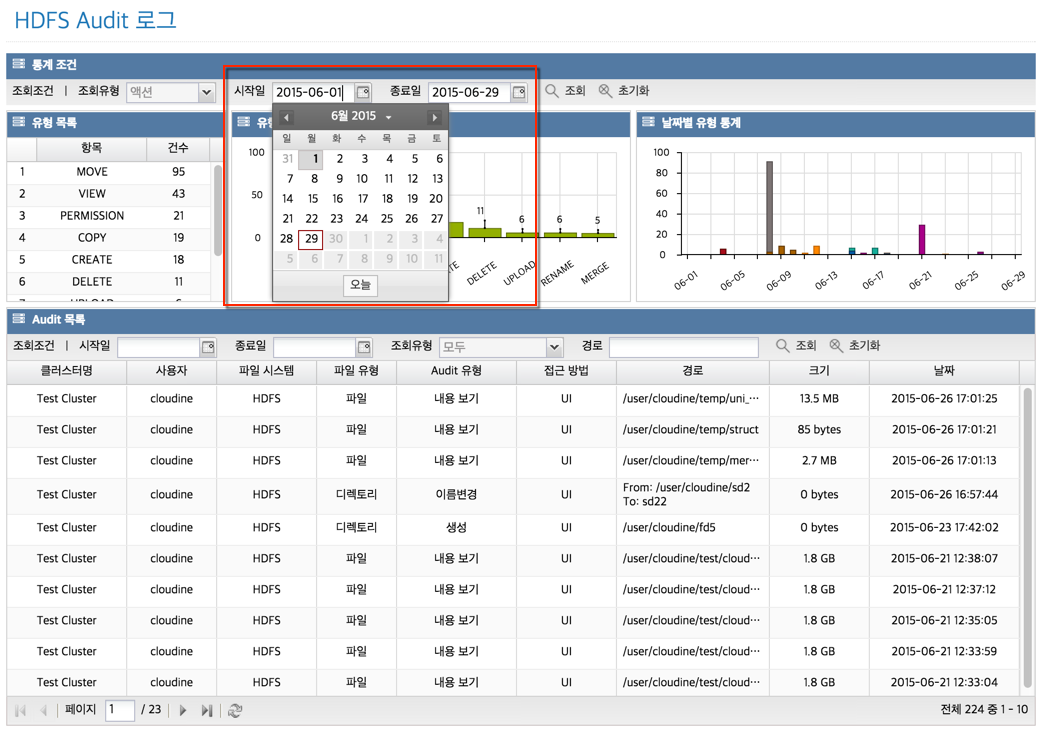 HDFS Audit 로그
통계 조건
조회조건 | 조회유형 액션 시작일 2015-06-01 종료일 2015-06-29 조회 초기화
유형 목록
항목 건수
1 MOVE 95
2 VIEW 43
3 PERMISSION 21
4 COPY 19
5 CREATE 18
6 DELETE 11
6월 2015
일 월 화 수 목 금 토
31 1 2 3 4 5 6
7 8 9 10 11 12 13
14 15 16 17 18 19 20
21 22 23 24 25 26 27
28 29 30 1 2 3 4
5 6 7 8 9 10 11
오늘
100
50
0
11 6 6 5
DELETE UPLOAD RENAME MERGE
날짜별 유형 통계
100
80
60
40
20
0
06-01 06-05 06-09 06-13 06-17 06-21 06-25 06-29
Audit 목록
조회조건 | 시작일 종료일 조회유형 모두 경로 조회 초기화
클러스터명 사용자 파일 시스템 파일 유형 Audit 유형 접근 방법 경로 크기 날짜
Test Cluster cloudine HDFS 파일 내용 보기 UI /user/cloudine/temp/uni_··· 13.5 MB 2015-06-26 17:01:25
Test Cluster cloudine HDFS 파일 내용 보기 UI /user/cloudine/temp/struct 85 bytes 2015-06-26 17:01:21
Test Cluster cloudine HDFS 파일 내용 보기 UI /user/cloudine/temp/mer··· 2.7 MB 2015-06-26 17:01:13
Test Cluster cloudine HDFS 디렉토리 이름변경 UI From: /user/cloudine/sd2 0 bytes 2015-06-26 16:57:44
To: sd22
Test Cluster cloudine HDFS 디렉토리 생성 UI /user/cloudine/fd5 0 bytes 2015-06-23 17:42:02
Test Cluster cloudine HDFS 파일 내용 보기 UI /user/cloudine/test/cloud··· 1.8 GB 2015-06-21 12:38:07
Test Cluster cloudine HDFS 파일 내용 보기 UI /user/cloudine/test/cloud··· 1.8 GB 2015-06-21 12:37:12
Test Cluster cloudine HDFS 파일 내용 보기 UI /user/cloudine/test/cloud··· 1.8 GB 2015-06-21 12:35:05
Test Cluster cloudine HDFS 파일 내용 보기 UI /user/cloudine/test/cloud··· 1.8 GB 2015-06-21 12:33:59
Test Cluster cloudine HDFS 파일 내용 보기 UI /user/cloudine/test/cloud··· 1.8 GB 2015-06-21 12:33:04
페이지 1 / 23 전체 224 중 1 - 10